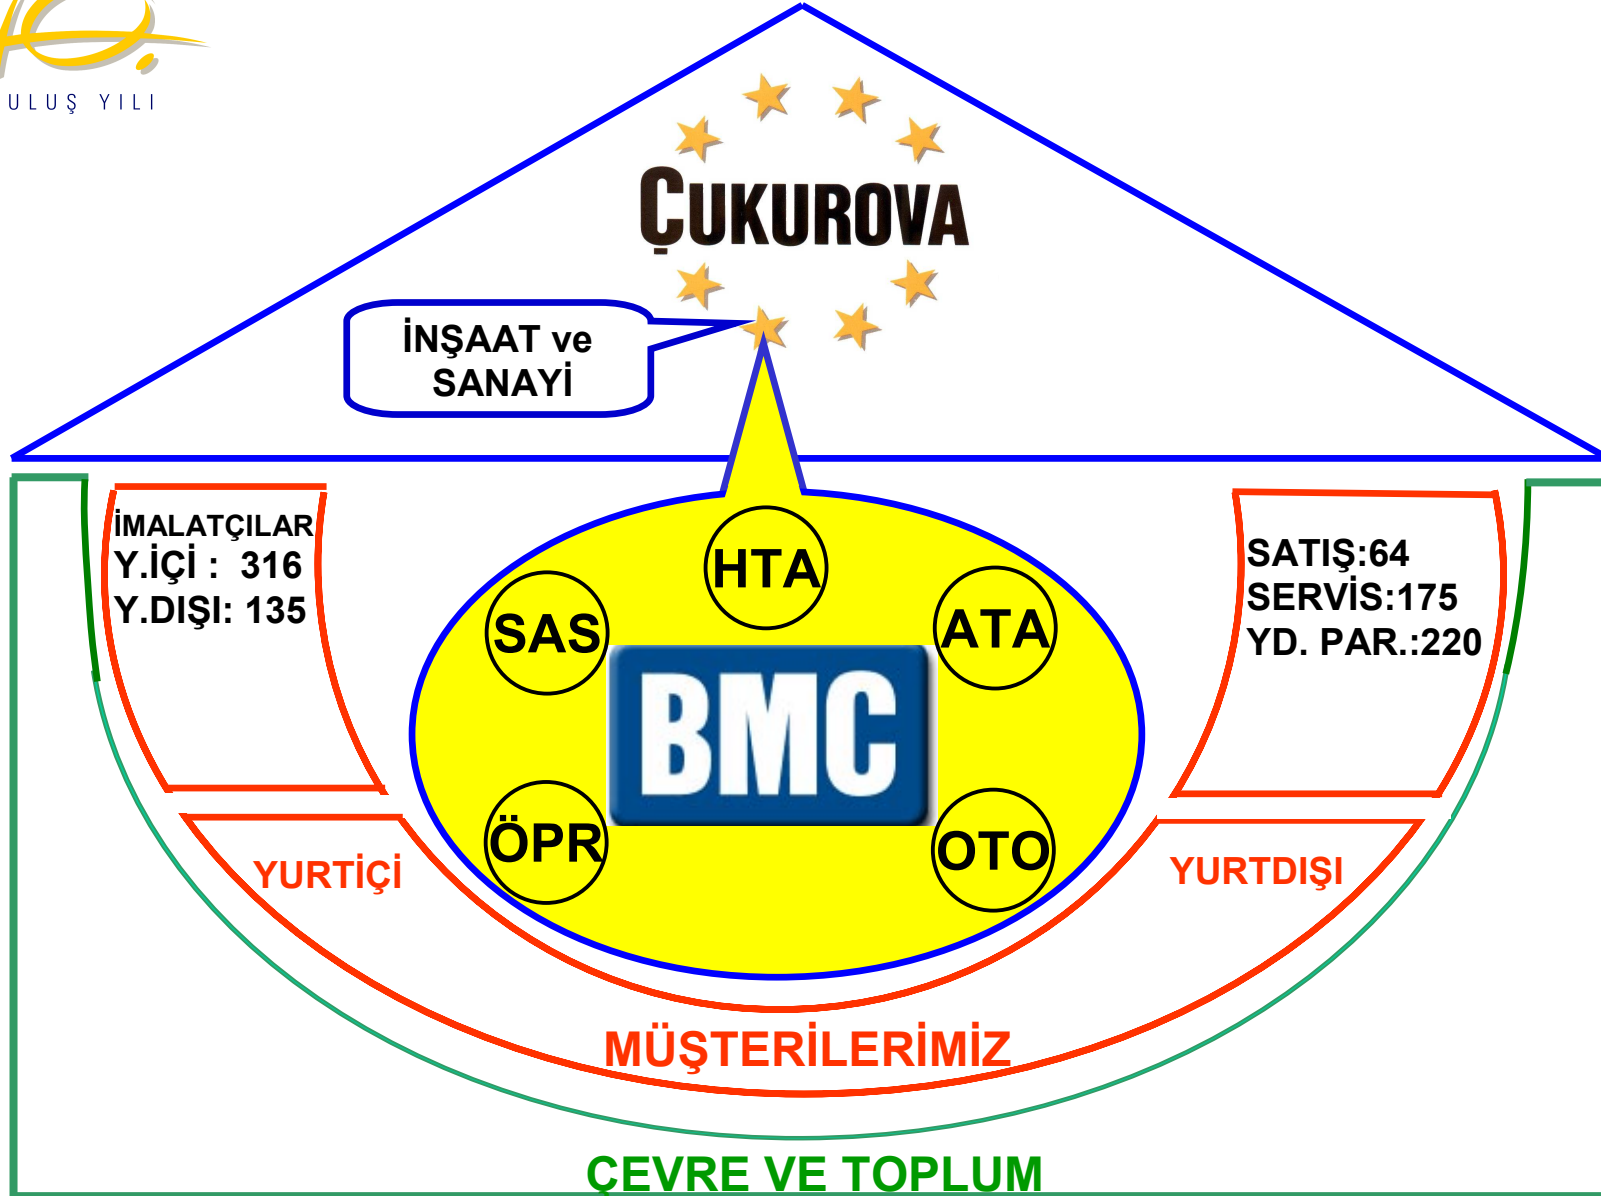 ULUŞ YILI
ÇUKUROVA
İNŞAAT ve
SANAYİ
İMALATÇILAR
Y.İÇİ : 316
Y.DIŞI: 135
HTA
SAS
ATA
BMC
ÖPR
OTO
SATIŞ:64
SERVİS:175
YD. PAR.:220
YURTİÇİ
YURTDIŞI
MÜŞTERİLERİMİZ
ÇEVRE VE TOPLUM